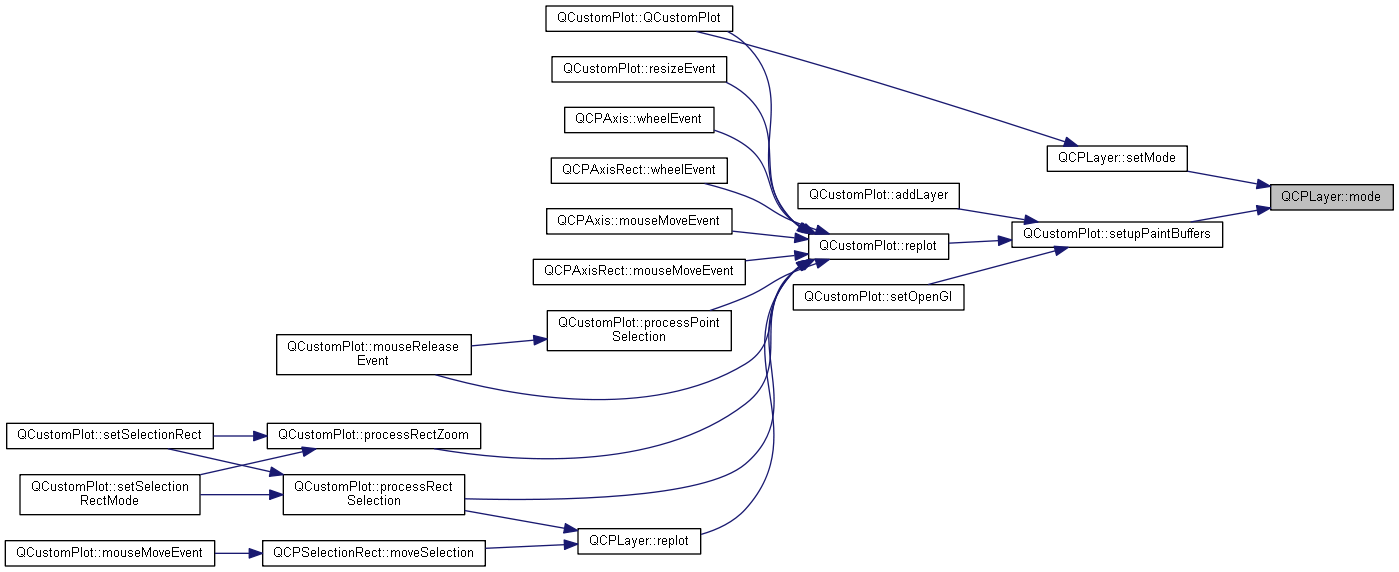 QCustomPlot::QCustomPlot
QCustomPlot::resizeEvent
QCPAxis::wheelEvent
QCPLayer::setMode
QCPAxisRect::wheelEvent
QCPLayer::mode
QCustomPlot::addLayer
QCPAxis::mouseMoveEvent
QCustomPlot::setupPaintBuffers
QCustomPlot::replot
QCPAxisRect::mouseMoveEvent
QCustomPlot::setOpenGl
QCustomPlot::processPoint
Selection
QCustomPlot::mouseRelease
Event
QCustomPlot::setSelectionRect
QCustomPlot::processRectZoom
QCustomPlot::setSelection
RectMode
QCustomPlot::processRect
Selection
QCPLayer::replot
QCustomPlot::mouseMoveEvent
QCPSelectionRect::moveSelection